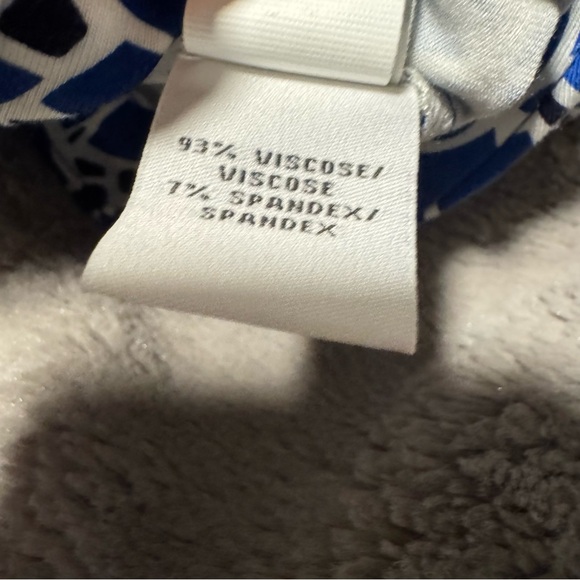 93% VISCOSE/
VISCOSE
7% SPANDEX/
SPANDEX